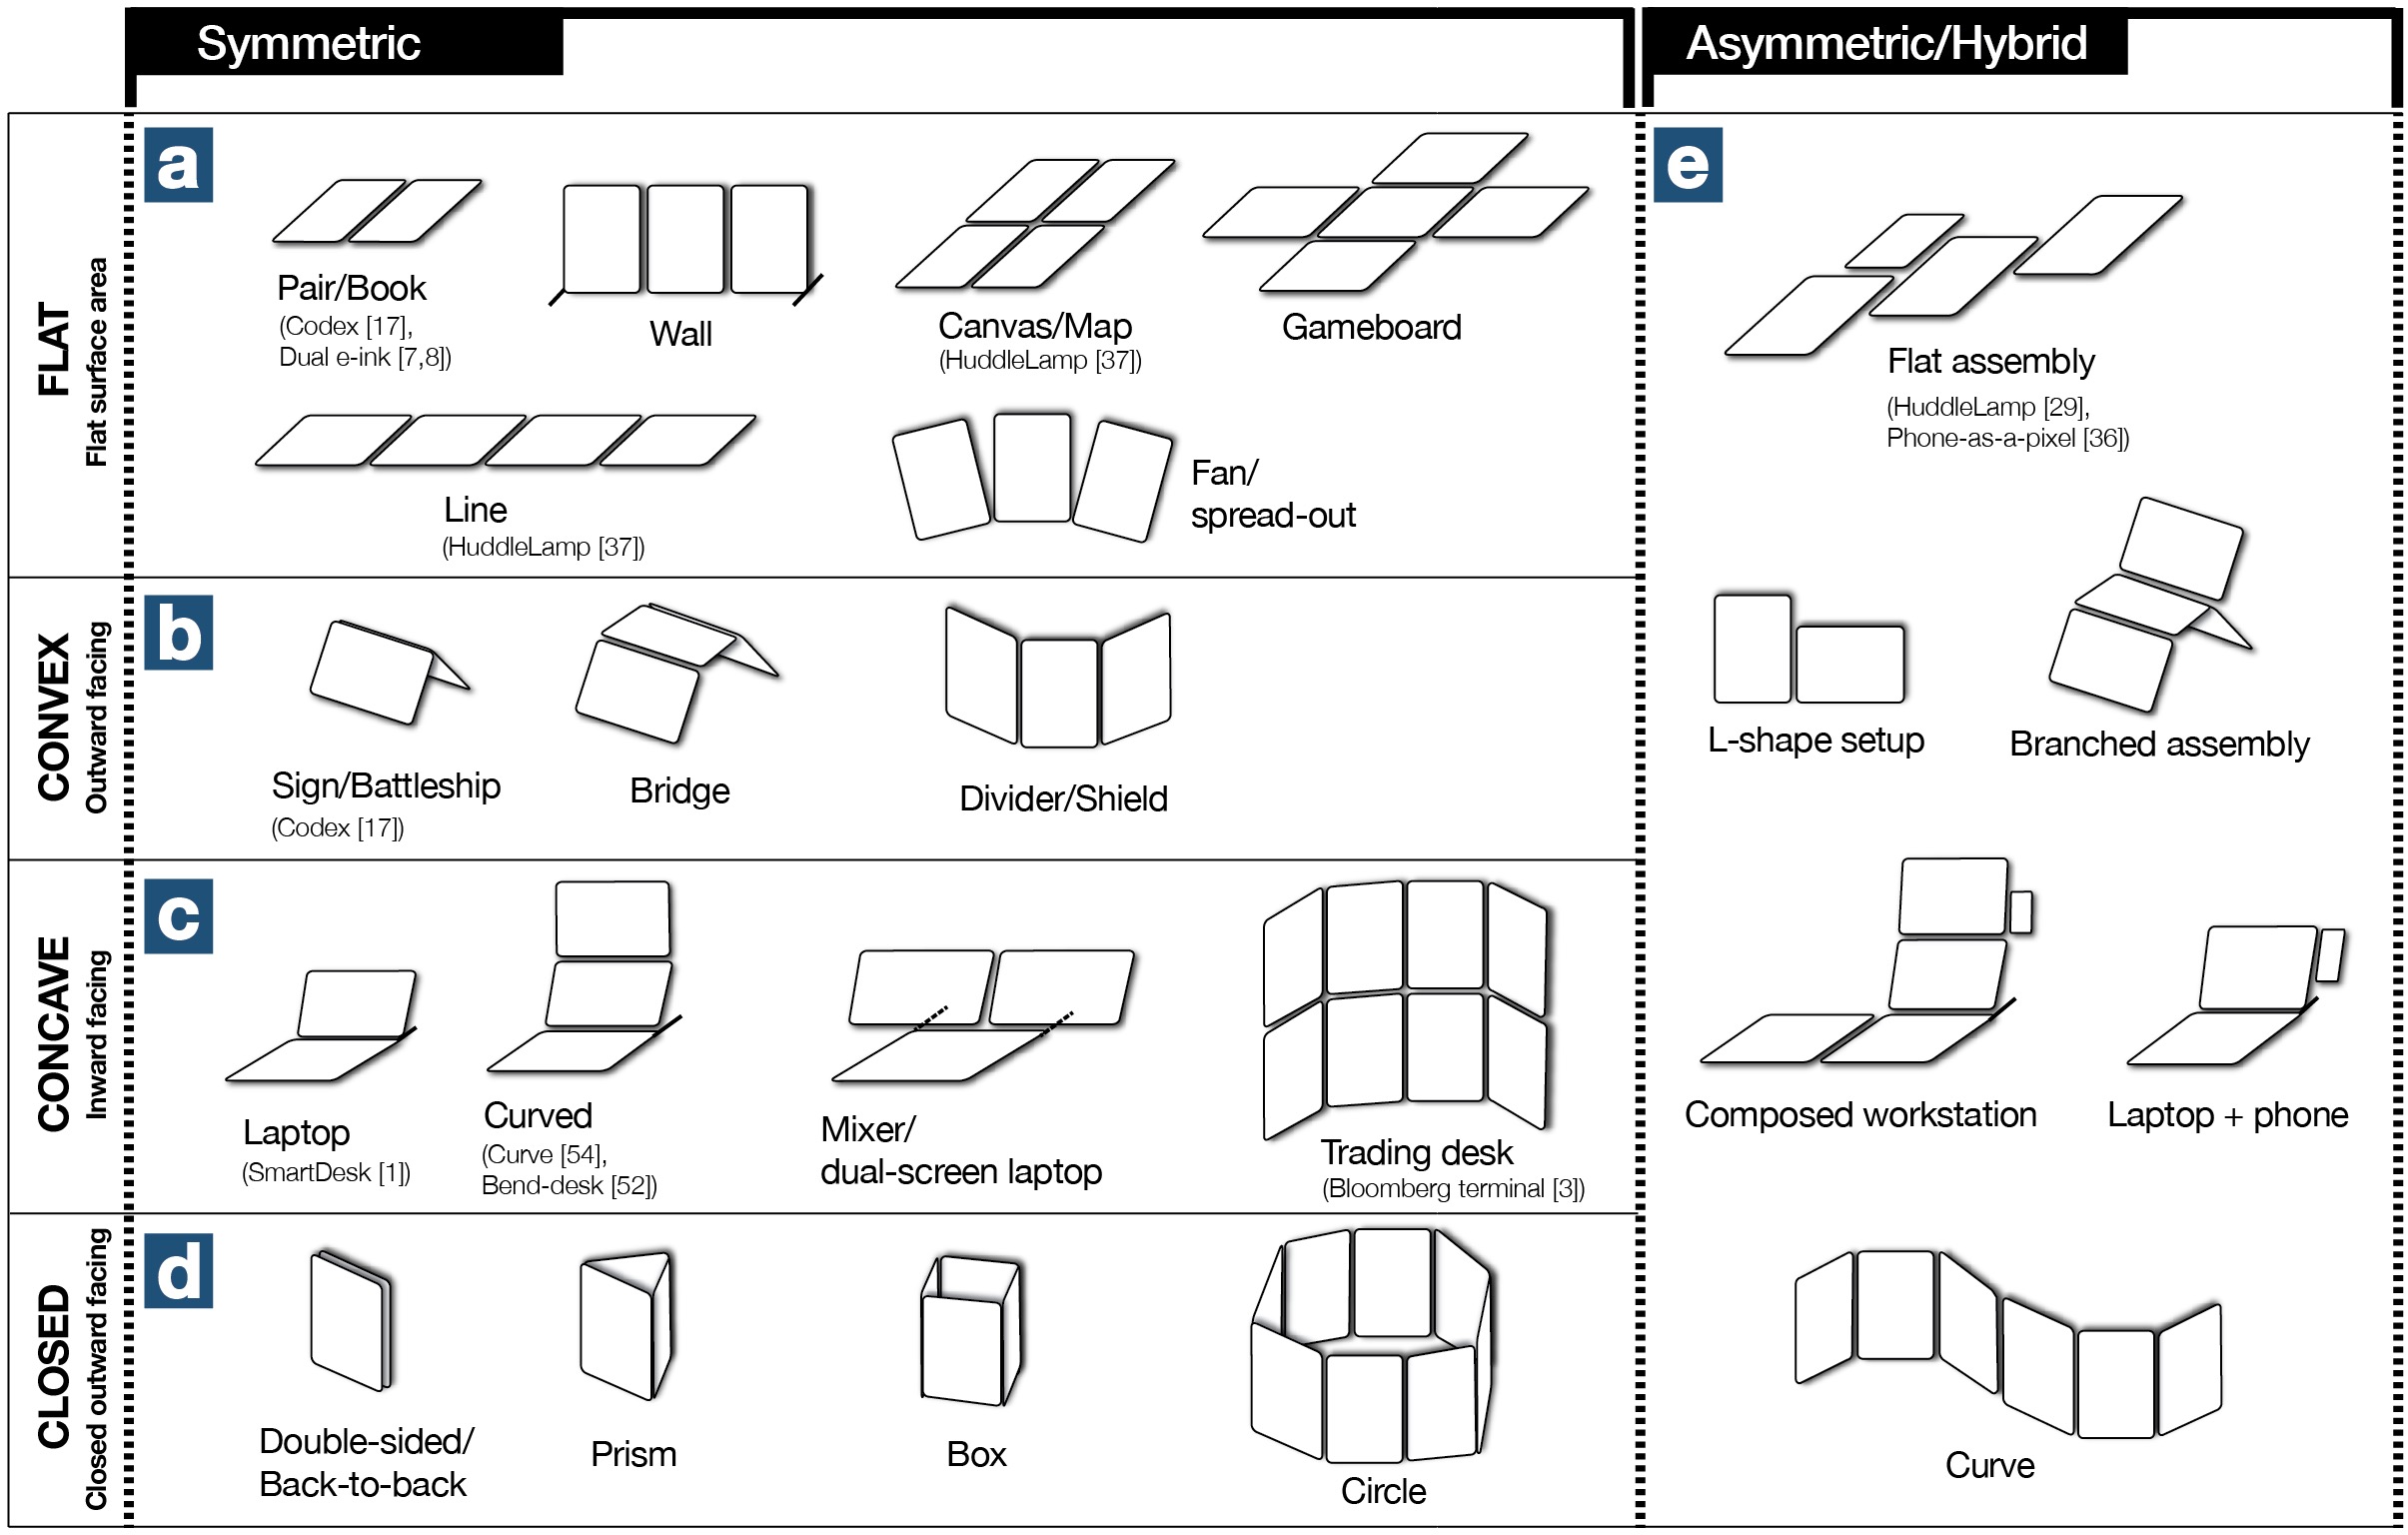 Symmetric
Asymmetric/Hybrid
FLAT
Flat surface area
a
Pair/Book
(Codex [17],
Dual e-ink [7,8])
Wall
Canvas/Map
(HuddleLamp [37])
Gameboard
Line
(HuddleLamp [37])
Fan/
spread-out
CONVEX
Outward facing
b
Sign/Battleship
(Codex [17])
Bridge
Divider/Shield
CONCAVE
Inward facing
c
Laptop
(SmartDesk [1])
Curved
(Curve [54],
Bend-desk [52])
Mixer/
dual-screen laptop
Trading desk
(Bloomberg terminal [3])
CLOSED
Closed outward facing
d
Double-sided/
Back-to-back
Prism
Box
Circle
e
Flat assembly
(HuddleLamp [29],
Phone-as-a-pixel [36])
L-shape setup
Branched assembly
Composed workstation
Laptop + phone
Curve